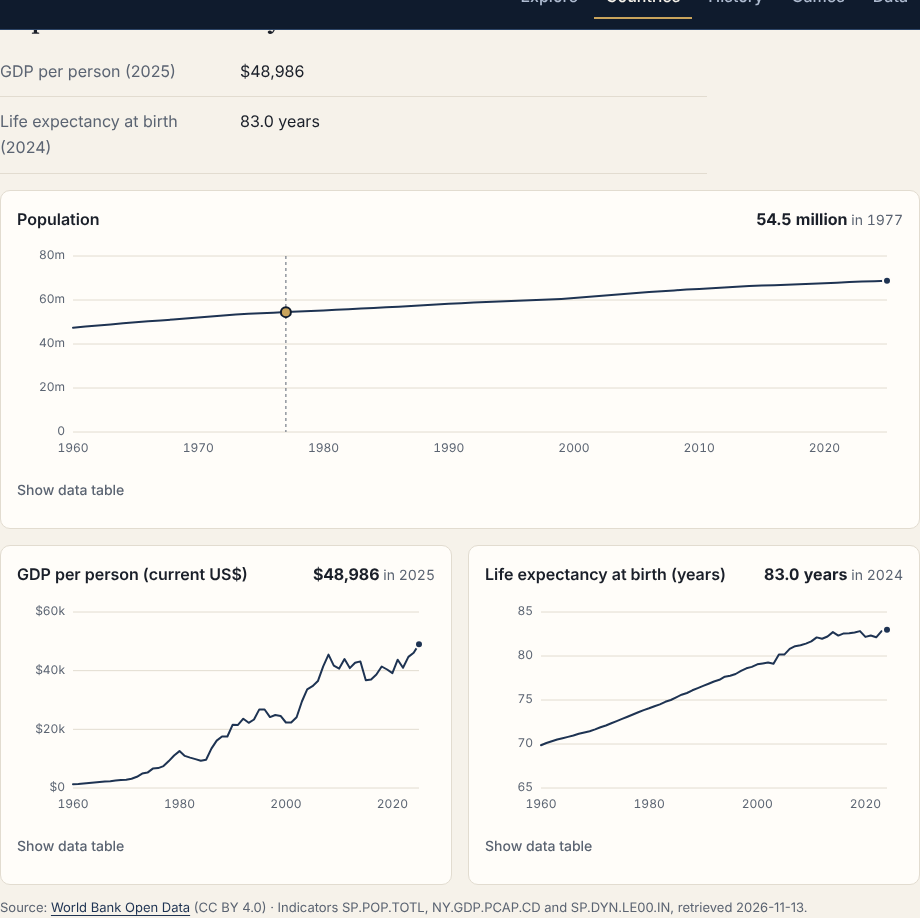 Explore Countries History Games Data
GDP per person (2025) $48,986
Life expectancy at birth (2024) 83.0 years
Population 54.5 million in 1977
80m
60m
40m
20m
0
1960 1970 1980 1990 2000 2010 2020
Show data table
GDP per person (current US$) $48,986 in 2025
$60k
$40k
$20k
$0
1960 1980 2000 2020
Show data table
Life expectancy at birth (years) 83.0 years in 2024
85
80
75
70
65
1960 1980 2000 2020
Show data table
Source: World Bank Open Data (CC BY 4.0) · Indicators SP.POP.TOTL, NY.GDP.PCAP.CD and SP.DYN.LE00.IN, retrieved 2026-11-13.